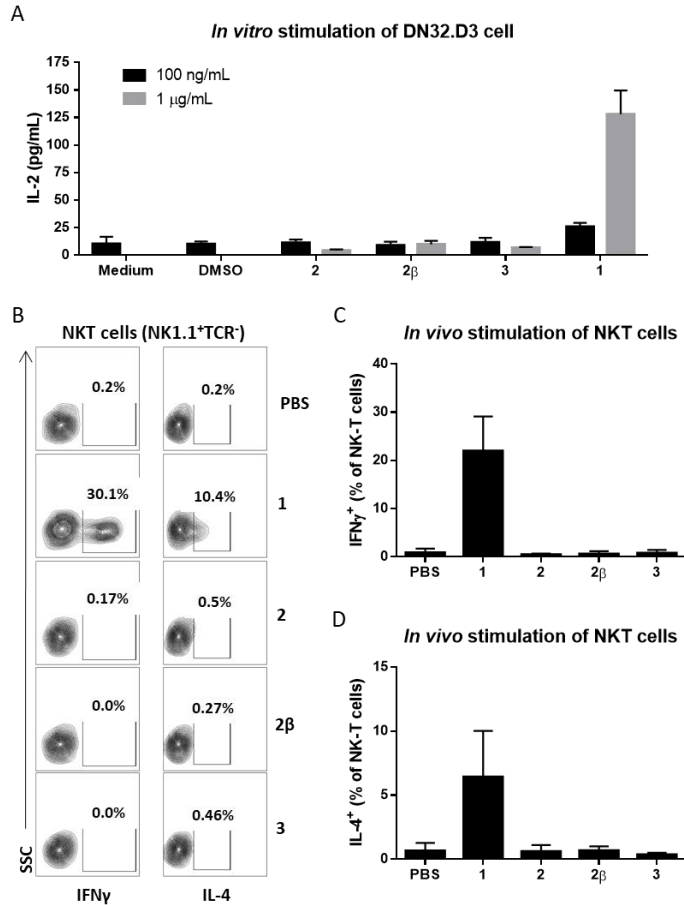 A
In vitro stimulation of DN32.D3 cell
IL-2 (pg/mL)
175
150
125
100
75
50
25
0
100 ng/mL
1 μg/mL
Medium DMSO 2 2β 3 1
B
NKT cells (NK1.1⁺TCR⁻)
0.2% 0.2% PBS
30.1% 10.4% 1
0.17% 0.5% 2
0.0% 0.27% 2β
0.0% 0.46% 3
SSC
IFNγ IL-4
C
In vivo stimulation of NKT cells
IFNγ⁺ (% of NK-T cells)
40
30
20
10
0
PBS 1 2 2β 3
D
In vivo stimulation of NKT cells
IL-4⁺ (% of NK-T cells)
15
10
5
0
PBS 1 2 2β 3